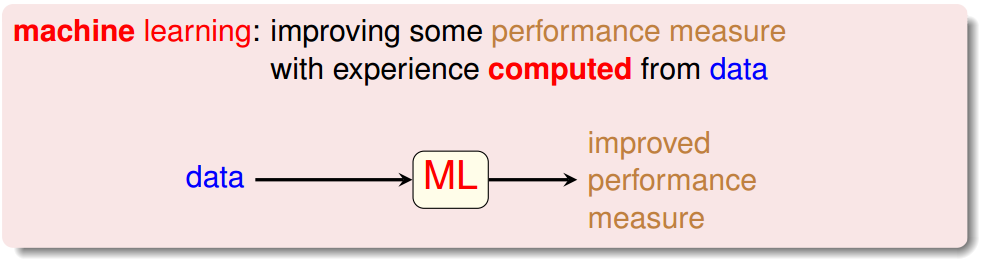 machine learning: improving some performance measure
with experience computed from data
data
ML
improved
performance
measure